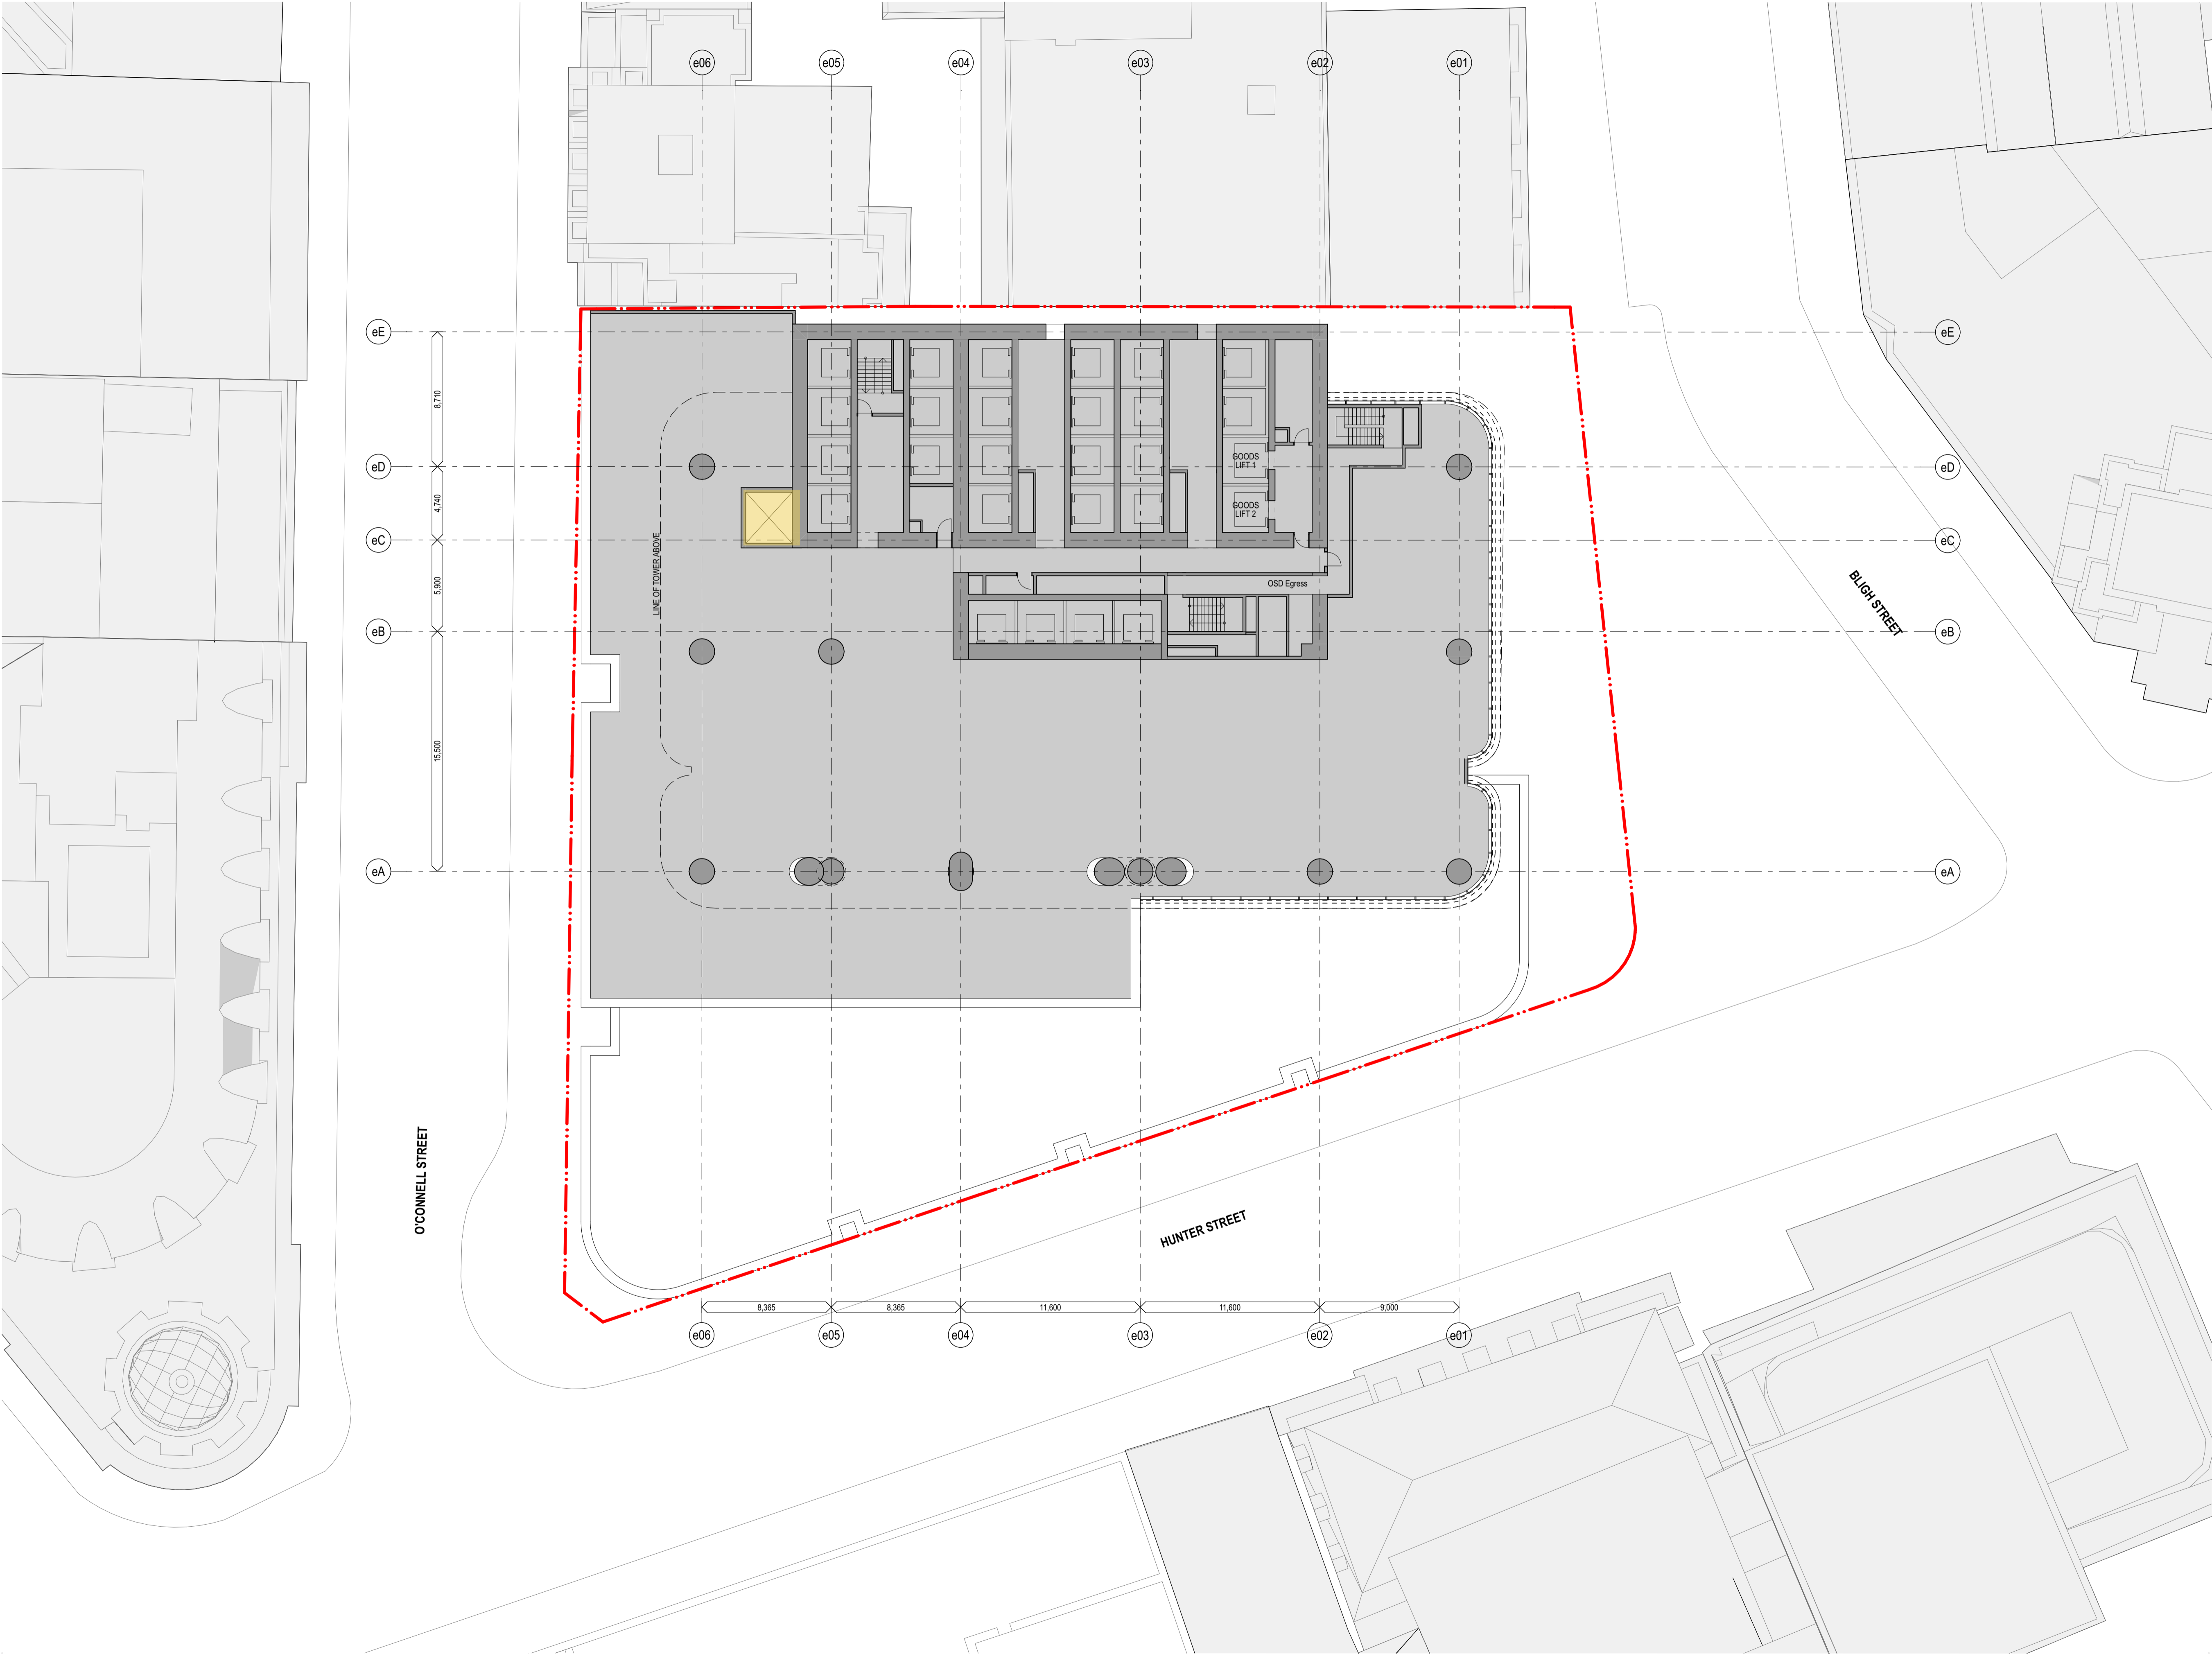 e06
e05
e04
e03
e02
e01
eE
eE
8,710
GOODS
LIFT 1
eD
eD
4,740
GOODS
LIFT 2
eC
eC
LINE OF TOWER ABOVE
5,900
OSD Egress
BLIGH STREET
eB
eB
15,500
eA
eA
O'CONNELL STREET
HUNTER STREET
8,365
8,365
11,600
11,600
9,000
e06
e05
e04
e03
e02
e01